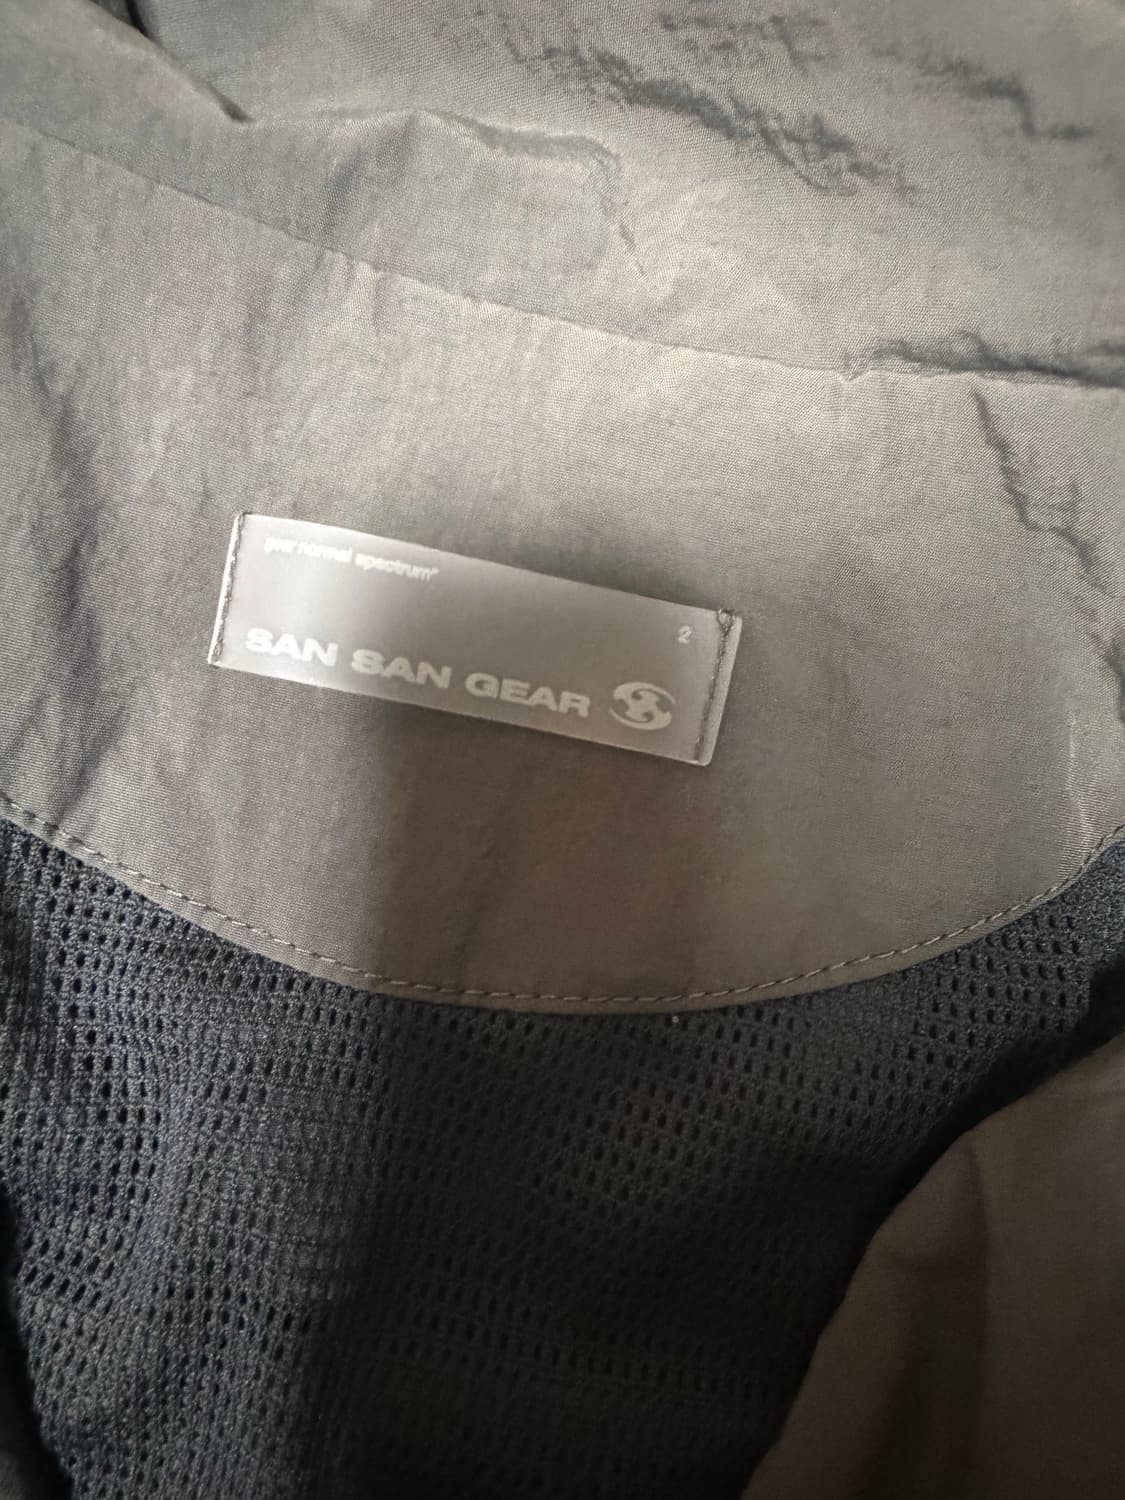 gear normal spectrum"
2
SAN SAN GEAR